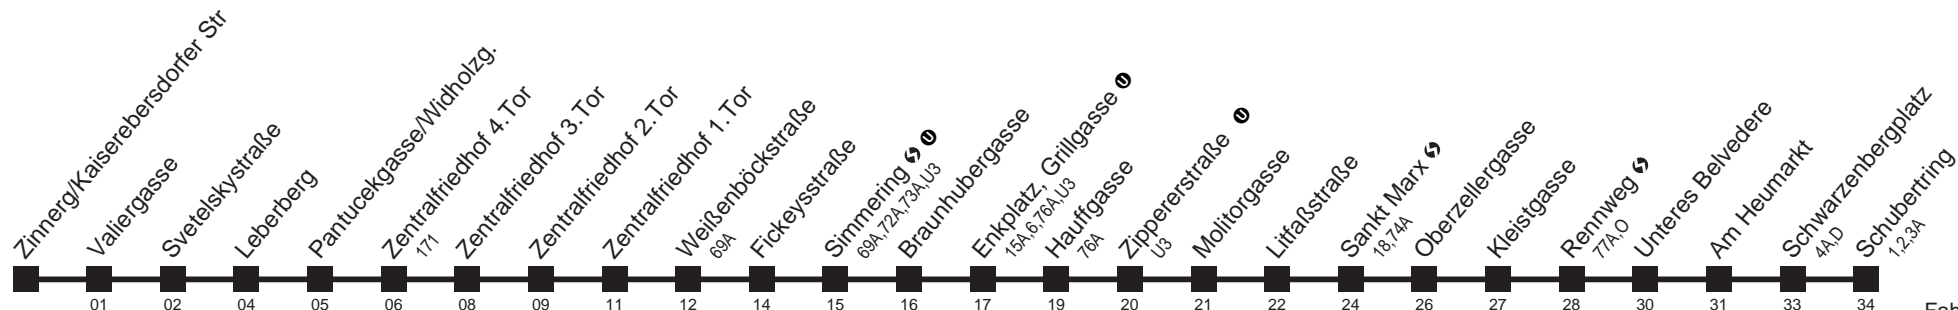 Zinnerg/Kaiserebersdorfer Str
Valiergasse
Svetelskystraße
Leberberg
Pantucekgasse/Widholzg.
Zentralfriedhof 4.Tor
171
Zentralfriedhof 3.Tor
Zentralfriedhof 2.Tor
Zentralfriedhof 1.Tor
Weißenböckstraße
69A
Fickeysstraße
Simmering S U
69A,72A,73A,U3
Braunhubergasse
Enkplatz, Grillgasse U
15A,6,76A,U3
Hauffgasse
76A
Zippererstraße U
U3
Molitorgasse
Litfaßstraße
Sankt Marx S
18,74A
Oberzellergasse
Kleistgasse
Rennweg S
77A,O
Unteres Belvedere
Am Heumarkt
Schwarzenbergplatz
4A,D
Schubertring
1,2,3A
01 02 04 05 06 08 09 11 12 14 15 16 17 19 20 21 22 24 26 27 28 30 31 33 34